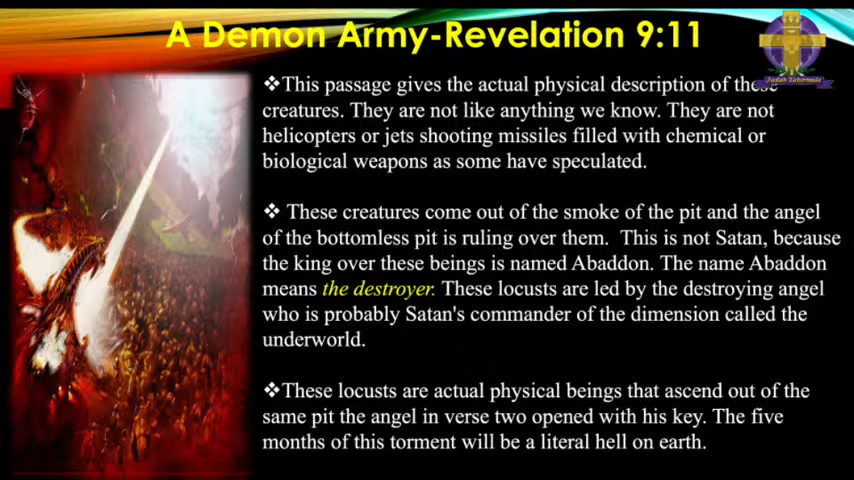 A Demon Army-Revelation 9:11
❖This passage gives the actual physical description of these
creatures. They are not like anything we know. They are not
helicopters or jets shooting missiles filled with chemical or
biological weapons as some have speculated.
❖ These creatures come out of the smoke of the pit and the angel
of the bottomless pit is ruling over them. This is not Satan, because
the king over these beings is named Abaddon. The name Abaddon
means the destroyer. These locusts are led by the destroying angel
who is probably Satan's commander of the dimension called the
underworld.
❖These locusts are actual physical beings that ascend out of the
same pit the angel in verse two opened with his key. The five
months of this torment will be a literal hell on earth.